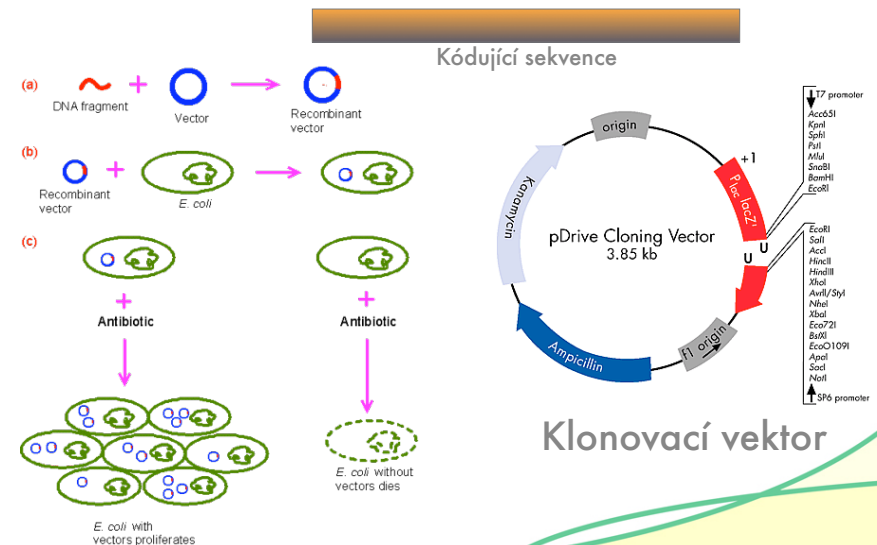 Kódující sekvence
(a)
DNA fragment
Vector
Recombinant
vector
(b)
Recombinant
vector
E. coli
(c)
Antibiotic
Antibiotic
E. coli with
vectors proliferates
E. coli without
vectors dies
origin
+1
Plac lacZ'
U
U
Kanamycin
pDrive Cloning Vector
3.85 kb
Ampicillin
f1 origin
T7 promoter
Acc65I
KpnI
SphI
PstI
MluI
SnaBI
BamHI
EcoRI
EcoRI
SalI
AccI
HincII
HindIII
XhoI
AwrII/StyI
NheI
XbaI
Eco72I
BstXI
EcoO109I
ApaI
SacI
NotI
SP6 promoter
Klonovací vektor